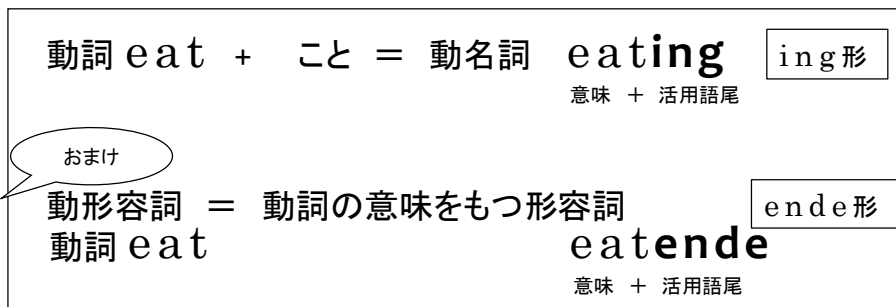 動詞 eat + こと = 動名詞 eating ing形
意味 + 活用語尾
おまけ
動形容詞 = 動詞の意味をもつ形容詞 ende形
動詞 eat eatende
意味 + 活用語尾